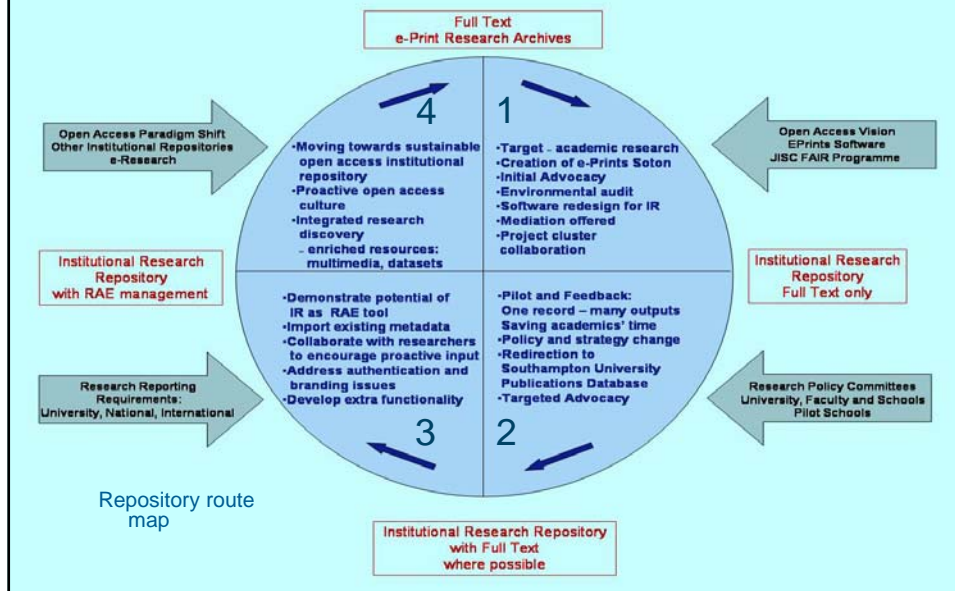 Full Text
e-Print Research Archives
4
•Moving towards sustainable
open access institutional
repository
•Proactive open access
culture
•Integrated research
discovery
– enriched resources:
multimedia, datasets
1
•Target – academic research
•Creation of e-Prints Soton
•Initial Advocacy
•Environmental audit
•Software redesign for IR
•Mediation offered
•Project cluster
collaboration
Open Access Paradigm Shift
Other Institutional Repositories
e-Research
Open Access Vision
EPrints Software
JISC FAIR Programme
Institutional Research
Repository
with RAE management
Institutional Research
Repository
Full Text only
•Demonstrate potential of
IR as RAE tool
•Import existing metadata
•Collaborate with researchers
to encourage proactive input
•Address authentication and
branding issues
•Develop extra functionality
3
•Pilot and Feedback:
One record – many outputs
Saving academics' time
•Policy and strategy change
•Redirection to
Southampton University
Publications Database
•Targeted Advocacy
2
Research Reporting
Requirements:
University, National, International
Research Policy Committees
University, Faculty and Schools
Pilot Schools
Repository route
map
Institutional Research Repository
with Full Text
where possible